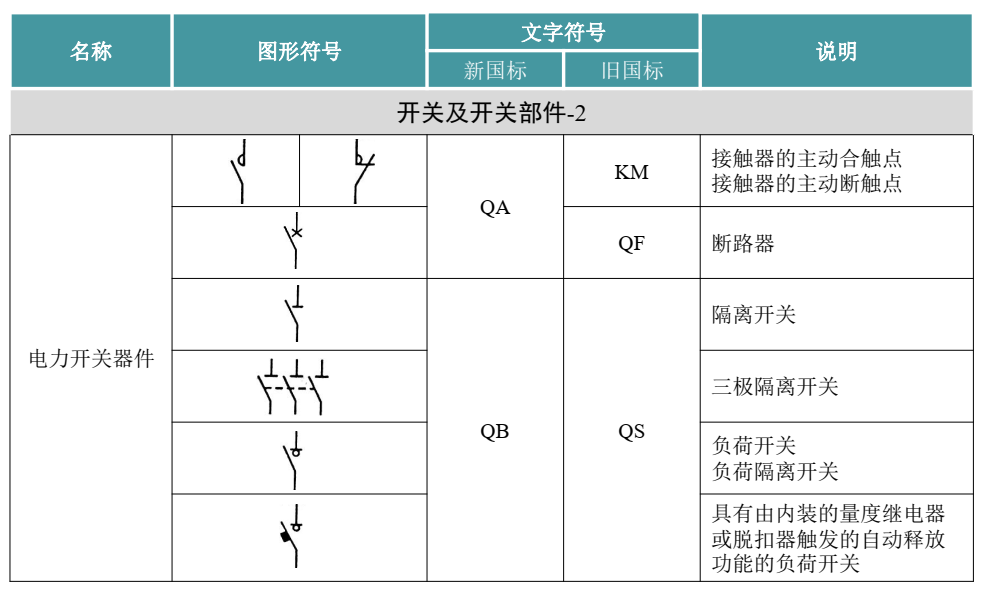 名称
图形符号
文字符号
说明
新国标
旧国标
开关及开关部件-2
电力开关器件
QA
KM
接触器的主动合触点
接触器的主动断触点
QF
断路器
QB
QS
隔离开关
三极隔离开关
负荷开关
负荷隔离开关
具有由内装的量度继电器
或脱扣器触发的自动释放
功能的负荷开关